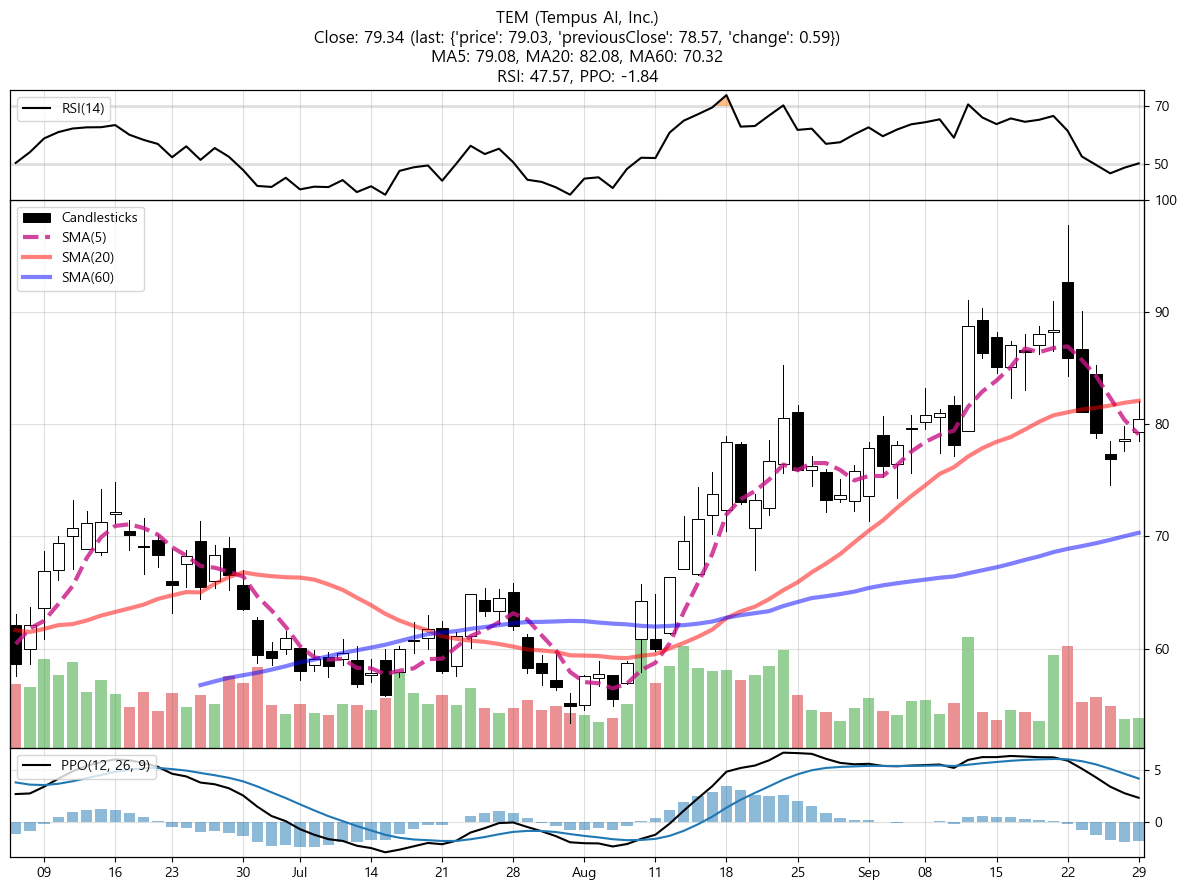 TEM (Tempus AI, Inc.)
Close: 79.34 (last: {'price': 79.03, 'previousClose': 78.57, 'change': 0.59})
MA5: 79.08, MA20: 82.08, MA60: 70.32
RSI: 47.57, PPO: -1.84
RSI(14)
70
50
100
Candlesticks
SMA(5)
SMA(20)
SMA(60)
90
80
70
60
PPO(12, 26, 9)
5
0
09 16 23 30 Jul 14 21 28 Aug 11 18 25 Sep 08 15 22 29